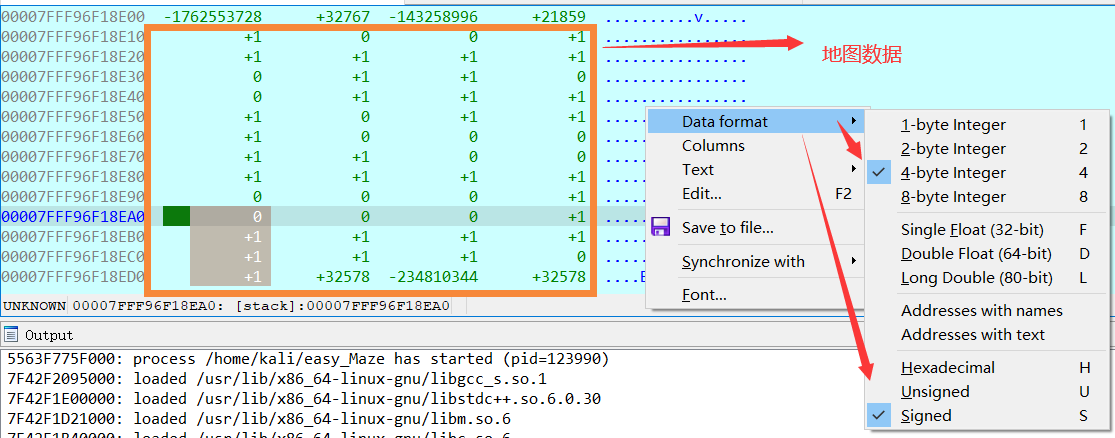 00007FFF96F18E00 -1762553728 +32767 -143258996 +21859 ..........v.....
00007FFF96F18E10 +1 0 0 +1 ................
00007FFF96F18E20 +1 +1 +1 +1 ................
00007FFF96F18E30 0 +1 +1 0 ................
00007FFF96F18E40 0 +1 +1 +1 ................
00007FFF96F18E50 +1 +1 +1 +1
00007FFF96F18E60 0 0 0 +1
00007FFF96F18E70 +1 0 0 +1
00007FFF96F18E80 +1 +1 +1 +1
00007FFF96F18E90 0 0 0 +1
00007FFF96F18EA0 0 0 0 +1
00007FFF96F18EB0 +1 +1 +1 +1
00007FFF96F18EC0 +1 +1 +1 0
00007FFF96F18ED0 +1 +32578 -234810344 +32578
地图数据
Data format
Columns
Text
Edit... F2
Save to file...
Synchronize with
Font...
1-byte Integer 1
2-byte Integer 2
4-byte Integer 4
8-byte Integer 8
Single Float (32-bit) F
Double Float (64-bit) D
Long Double (80-bit) L
Addresses with names
Addresses with text
Hexadecimal H
Unsigned U
Signed S
UNKNOWN 00007FFF96F18EA0: [stack]:00007FFF96F18EA0
Output
5563F775F000: process /home/kali/easy_Maze has started (pid=123990)
7F42F2095000: loaded /usr/lib/x86_64-linux-gnu/libgcc_s.so.1
7F42F1E00000: loaded /usr/lib/x86_64-linux-gnu/libstdc++.so.6.0.30
7F42F1D21000: loaded /usr/lib/x86_64-linux-gnu/libm.so.6